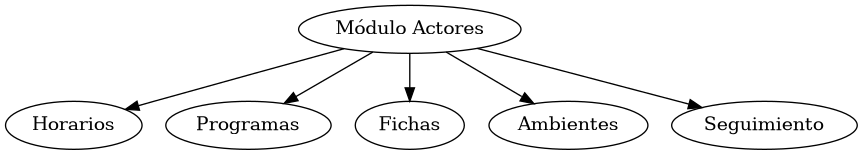 Módulo Actores
Horarios
Programas
Fichas
Ambientes
Seguimiento